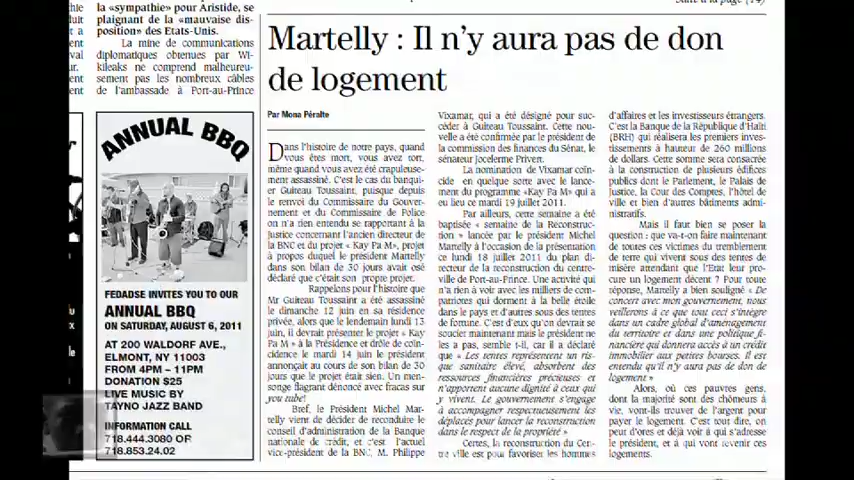 la «sympathie» pour Aristide, se
plaignant de la «mauvaise dis-
position» des Etats-Unis.
La mine de communications
diplomatiques obtenues par Wi-
kileaks ne comprend malheureu-
sement pas les nombreux câbles
de l'ambassade à Port-au-Prince
ANNUAL BBQ
FEQADSE INVITES YOU TO OUR
ANNUAL BBQ
ON SATURDAY, AUGUST 6, 2011
AT 200 WALDORF AVE.,
ELMONT, NY 11003
FROM 4PM – 11PM
DONATION $25
LIVE MUSIC BY
TAYNO JAZZ BAND
INFORMATION CALL
718.444.3080 OR
718.853.24.02
Martelly : Il n'y aura pas de don
de logement
Par Mona Péralte
Dans l'histoire de notre pays, quand
vous êtes mort, vous avez tort,
même quand vous avez été crapuleuse-
ment assassiné. C'est le cas du banqui-
er Guiteau Toussaint, puisque depuis
le renvoi du Commissaire du Gouver-
nement et du Commissaire de Police
on n'a rien entendu se rapportant à la
justice concernant l'ancien directeur de
la BNC et du projet « Kay Pa M», projet
à propos duquel le président Martelly
dans son bilan de 30 jours avait osé
déclaré que c'était son propre projet.
Rappelons pour l'histoire que
Mr Guiteau Toussaint a été assassiné
le dimanche 12 juin en sa résidence
privée, alors que le lendemain lundi 13
juin, il devrait présenter le projet « Kay
Pa M » à la Présidence et drôle de coïn-
cidence le mardi 14 juin le président
annonçait au cours de son bilan de 30
jours que le projet était sien. Un men-
songe flagrant dénoncé avec fracas sur
you tube!
Bref, le Président Michel Mar-
telly vient de décider de reconduire le
conseil d'administration de la Banque
nationale de crédit, et c'est l'actuel
vice-président de la BNC, M. Philippe
Vixamar, qui a été désigné pour suc-
céder à Guiteau Toussaint. Cette nou-
velle a été confirmée par le président de
la commission des finances du Sénat, le
sénateur Jocelerme Privert.
La nomination de Vixamar coïn-
cide en quelque sorte avec le lance-
ment du programme «Kay Pa M» qui a
eu lieu ce mardi 19 juillet 2011.
Par ailleurs, cette semaine a été
baptisée « semaine de la Reconstruc-
tion » lancée par le président Michel
Martelly à l'occasion de la présentation
ce lundi 18 juillet 2011 du plan direc-
teur de la reconstruction du centre-
ville de Port-au-Prince. Une activité qui
n'a rien à voir avec les milliers de com-
patriotes qui dorment à la belle étoile
dans le pays et d'autres sous des tentes
de fortune. C'est d'eux qu'on devrait se
soucier maintenant mais le président ne
les a pas, semble t-il, car il a déclaré
que « Les tentes représentent un ris-
que sanitaire élevé, absorbent des
ressources financières précieuses et
n'rapportent aucune dignité à ceux qui
y vivent. Le gouvernement s'engage
à accompagner respectueusement les
déplacés pour lancer la reconstruction
dans le respect de la propriété »
Certes, la reconstruction du Cen-
tre ville est pour favoriser les hommes
d'affaires et les investisseurs étrangers.
C'est la Banque de la République d'Haïti
(BRH) qui réalisera les premiers inves-
tissements à hauteur de 260 millions
de dollars. Cette somme sera consacrée
à la construction de plusieurs édifices
publics dont le Parlement, le Palais de
justice, la Cour des Comptes, l'hôtel de
ville et bien d'autres bâtiments admi-
nistratifs.
Mais il faut bien se poser la
question : que va-t-on faire maintenant
de toutes ces victimes du tremblement
de terre qui vivent sous des tentes de
misère attendant que l'Etat leur pro-
cure un logement décent ? Pour toute
réponse, Martelly a bien souligné « De
concert avec mon gouvernement, nous
veillerons à ce que tout ceci s'intègre
dans un cadre global d'aménagement
du territoire et dans une politique fi-
nancière qui donnera accès à un crédit
immobilier aux petites bourses. Il est
entendu qu'il n'y aura pas de don de
logement »
Alors, où ces pauvres gens,
dont la majorité sont des chômeurs à
vie, vont-ils trouver de l'argent pour
payer le logement. C'est tout dire, on
peut d'ores et déjà voir à qui s'adresse
le président, et à qui vont revenir ces
logements.